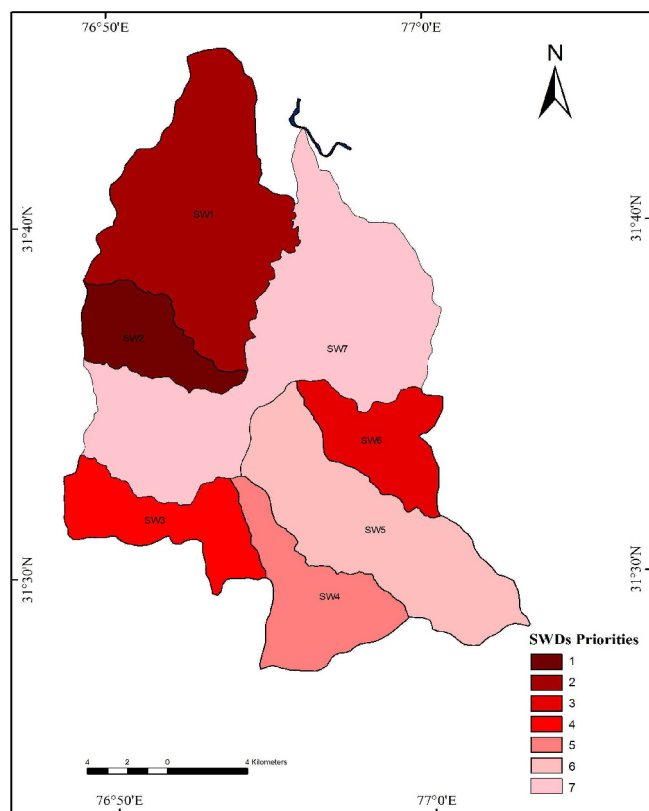 76°50'E 77°0'E
N
SW1
31°40'N 31°40'N
SW2
SW7
SW6
SW3
SW5
31°30'N 31°30'N
SW4
SWDs Priorities
1
2
3
4
5
6
7
4 2 0 4 Kilometers
76°50'E 77°0'E